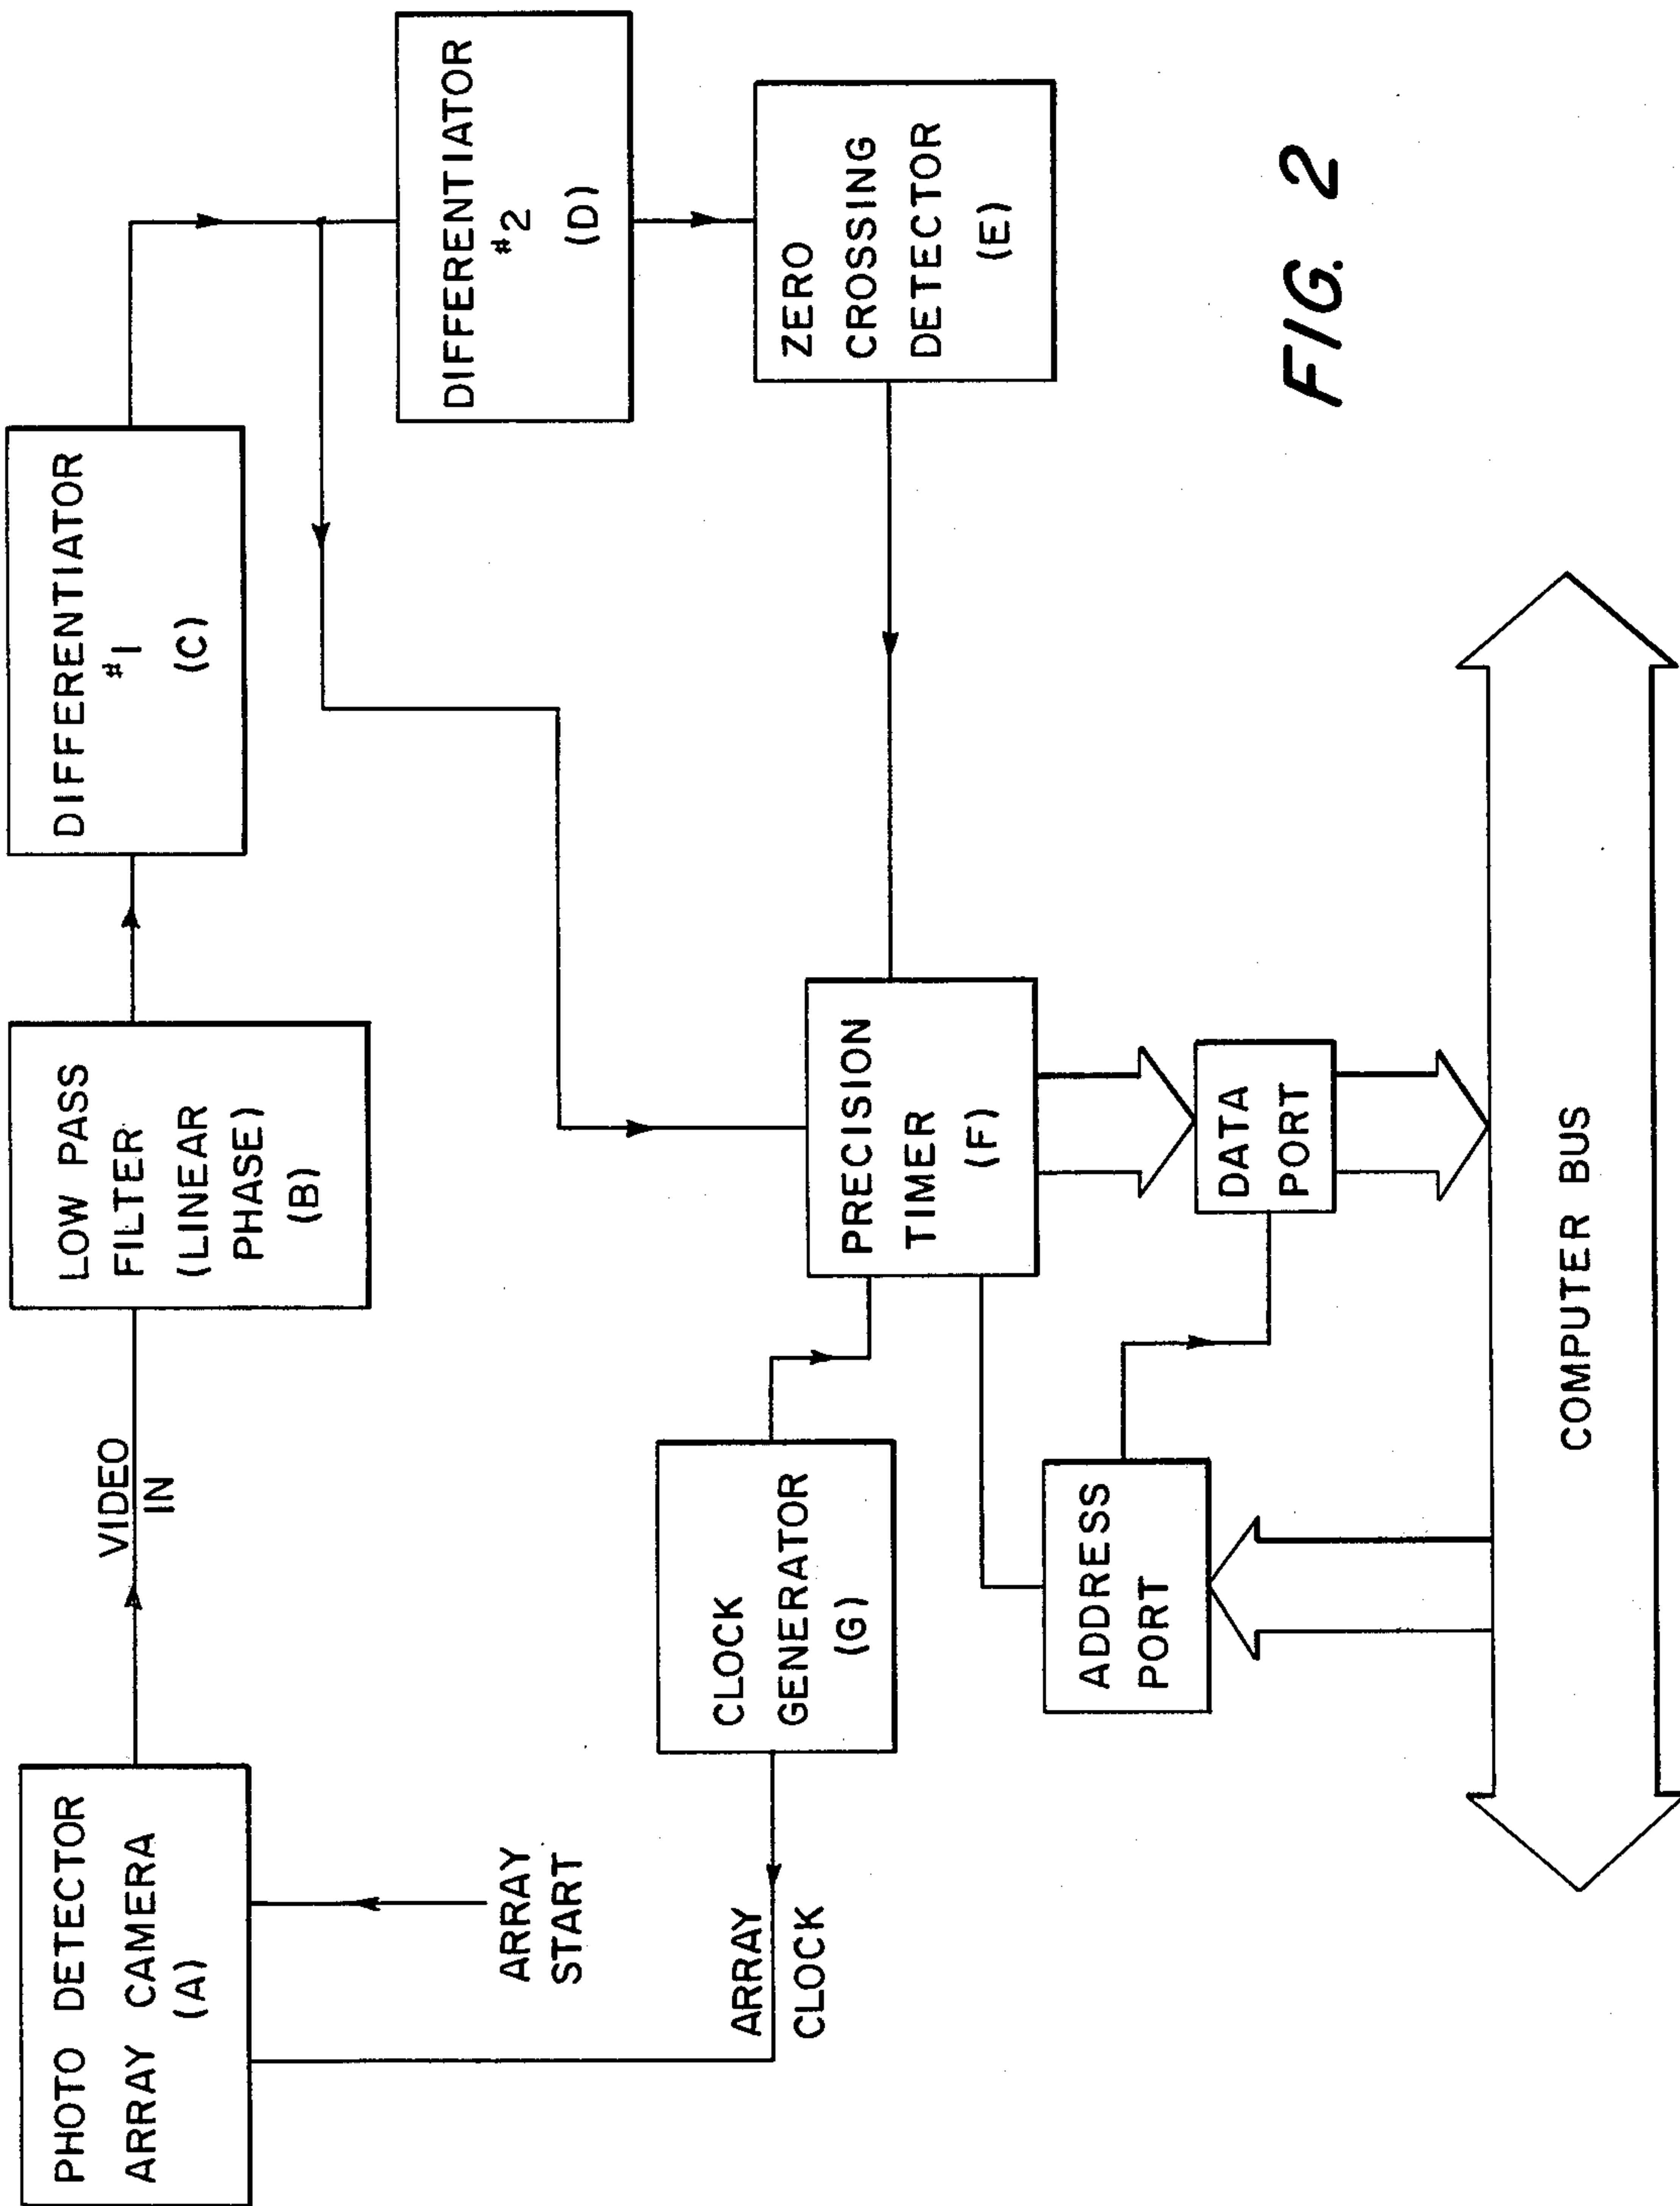 PHOTO DETECTOR
ARRAY CAMERA
(A)
VIDEO
IN
LOW PASS
FILTER
(LINEAR
PHASE)
(B)
DIFFERENTIATOR
#1
(C)
DIFFERENTIATOR
#2
(D)
ZERO
CROSSING
DETECTOR
(E)
ARRAY
START
ARRAY
CLOCK
CLOCK
GENERATOR
(G)
PRECISION
TIMER
(F)
ADDRESS
PORT
DATA
PORT
COMPUTER BUS
FIG. 2